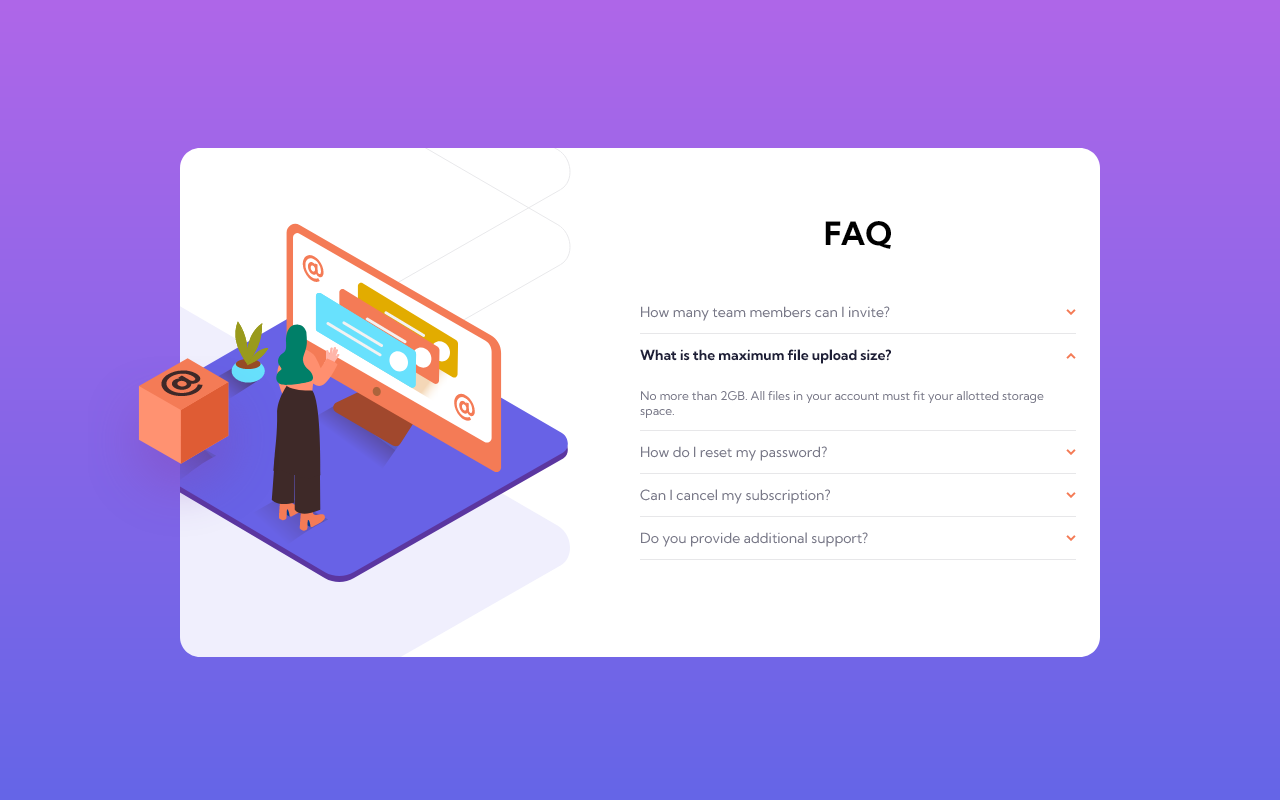 FAQ
How many team members can I invite?
What is the maximum file upload size?
No more than 2GB. All files in your account must fit your allotted storage
space.
How do I reset my password?
Can I cancel my subscription?
Do you provide additional support?
@
@
@